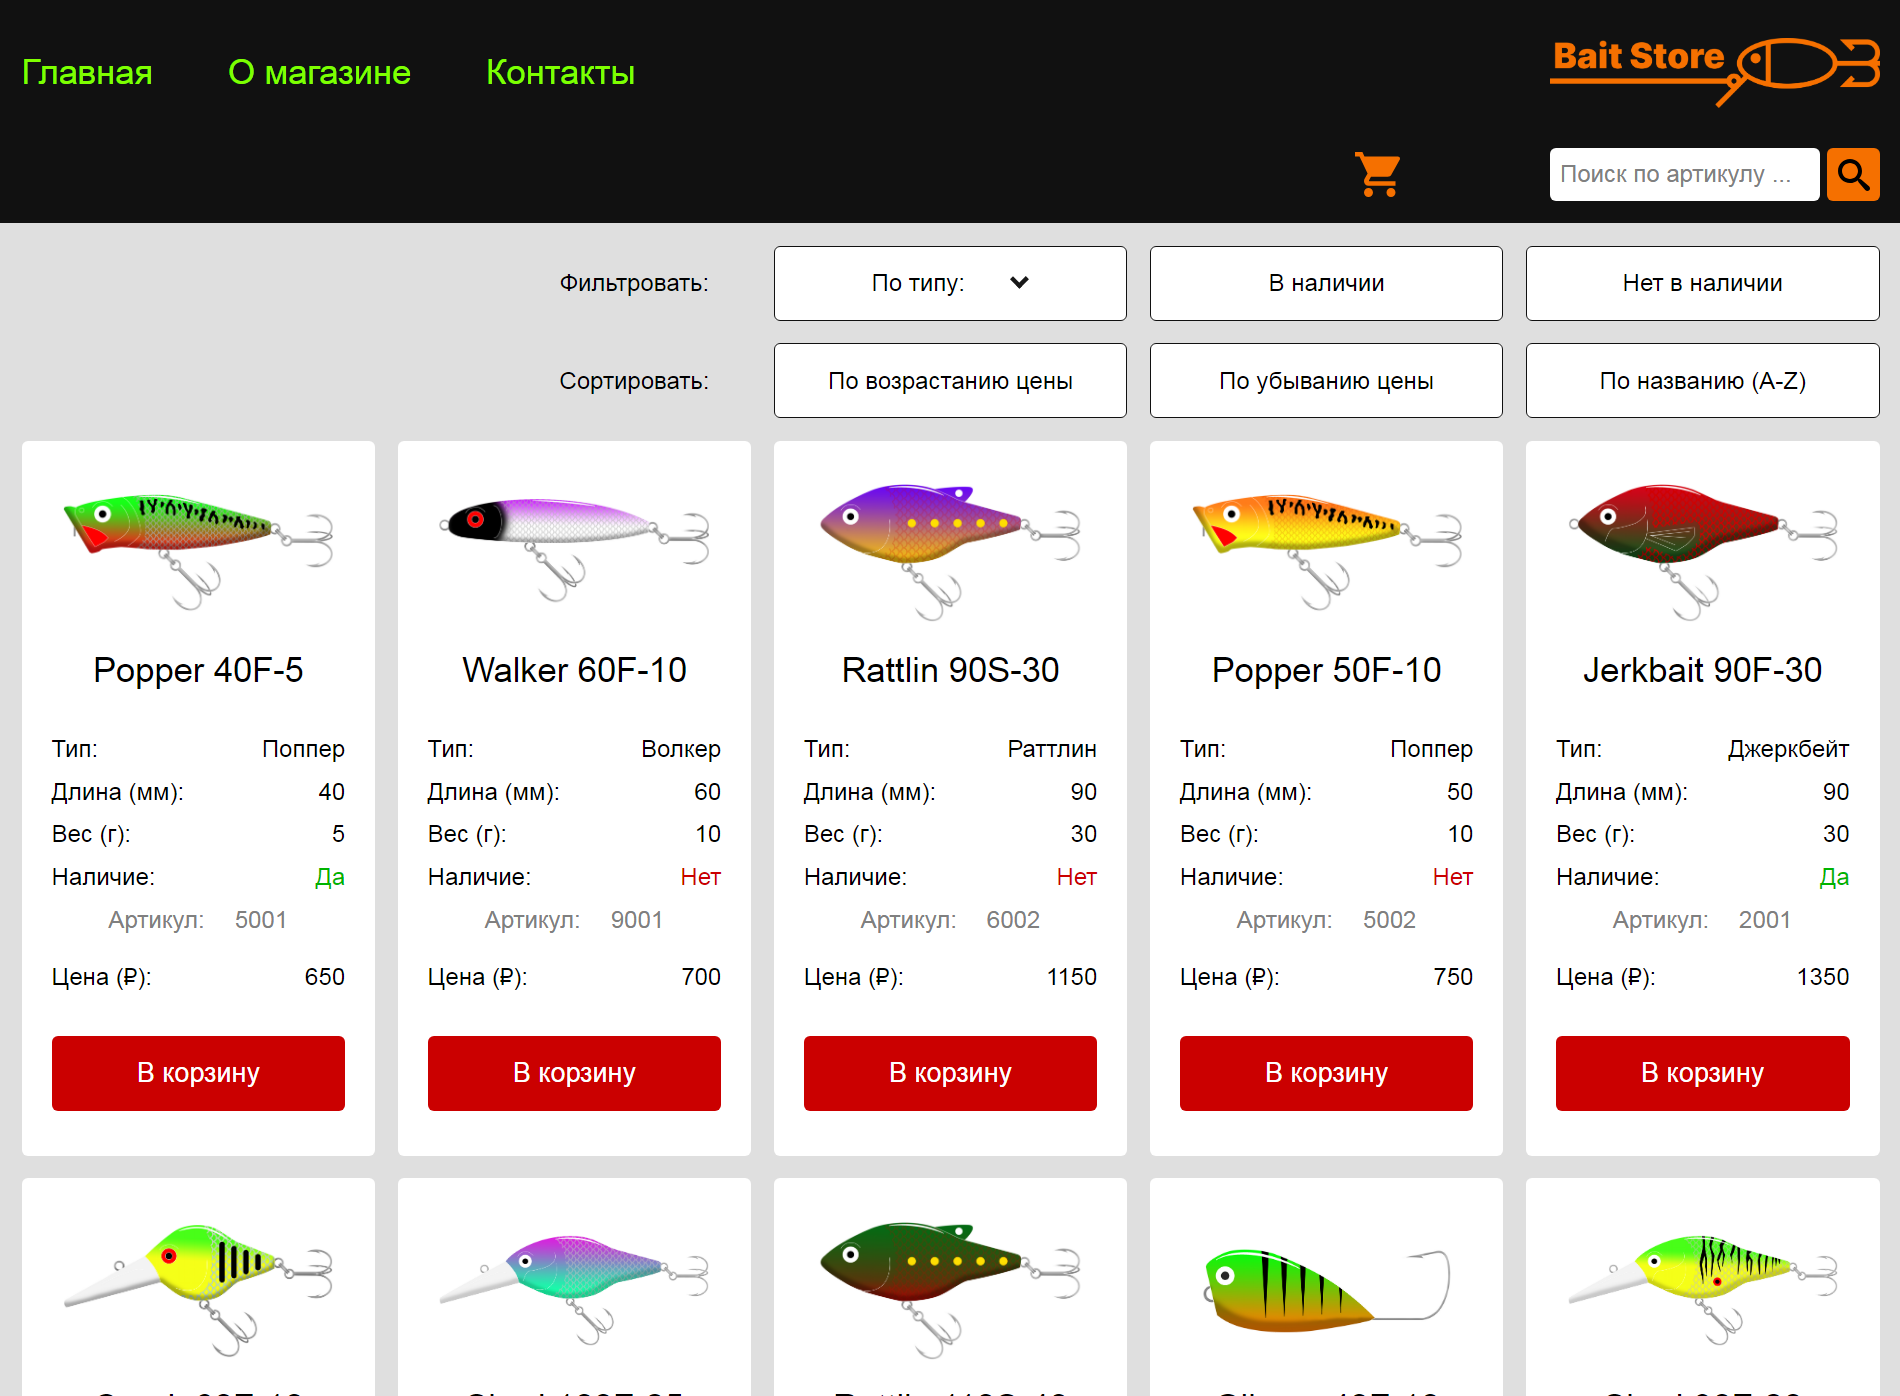 Главная
О магазине
Контакты
Bait Store
Поиск по артикулу ...
Фильтровать:
По типу:
В наличии
Нет в наличии
Сортировать:
По возрастанию цены
По убыванию цены
По названию (A-Z)
Popper 40F-5
Тип: Поппер
Длина (мм): 40
Вес (г): 5
Наличие: Да
Артикул: 5001
Цена (₽): 650
В корзину
Walker 60F-10
Тип: Волкер
Длина (мм): 60
Вес (г): 10
Наличие: Нет
Артикул: 9001
Цена (₽): 700
В корзину
Rattlin 90S-30
Тип: Раттлин
Длина (мм): 90
Вес (г): 30
Наличие: Нет
Артикул: 6002
Цена (₽): 1150
В корзину
Popper 50F-10
Тип: Поппер
Длина (мм): 50
Вес (г): 10
Наличие: Нет
Артикул: 5002
Цена (₽): 750
В корзину
Jerkbait 90F-30
Тип: Джеркбейт
Длина (мм): 90
Вес (г): 30
Наличие: Да
Артикул: 2001
Цена (₽): 1350
В корзину